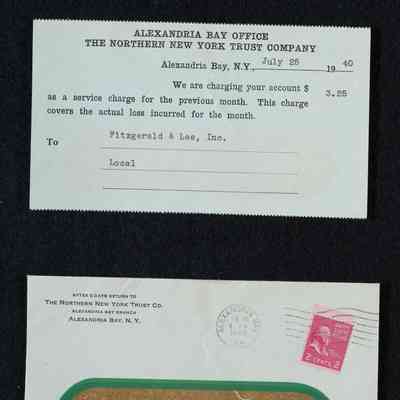 ALEXANDRIA BAY OFFICE
THE NORTHERN NEW YORK TRUST COMPANY
Alexandria Bay, N.Y., July 25 1940
We are charging your account $ 3.25
as a service charge for the previous month. This charge
covers the actual loss incurred for the month.
To Fitzgerald & Lee, Inc.
Local
AFTER 5 DAYS RETURN TO
THE NORTHERN NEW YORK TRUST CO.
ALEXANDRIA BAY BRANCH
ALEXANDRIA BAY, N. Y.
ALEXANDRIA BAY
2 CENTS 2